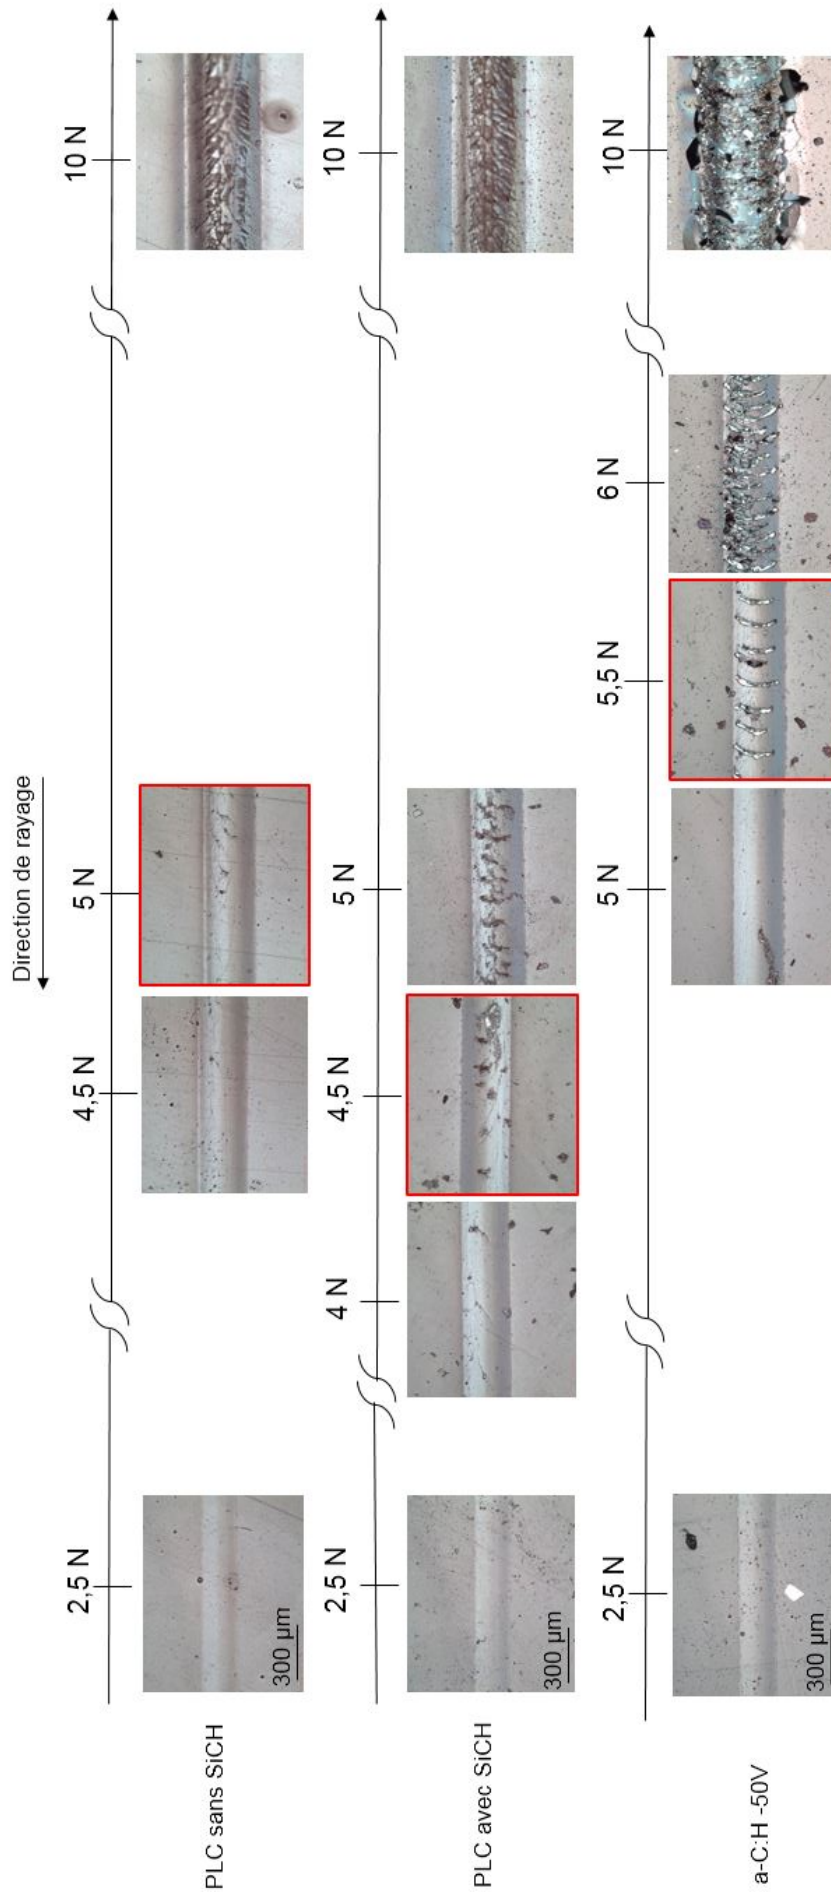 Direction de rayage
2,5 N
4,5 N
5 N
10 N
300 µm
PLC sans SiCH
2,5 N
4 N
4,5 N
5 N
10 N
300 µm
PLC avec SiCH
2,5 N
5 N
5,5 N
6 N
10 N
300 µm
a-C:H -50V